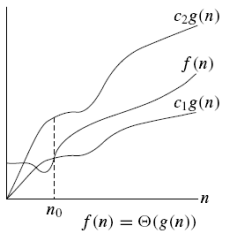 c₂g(n)
f(n)
c₁g(n)
n
n₀
f(n) = Θ(g(n))